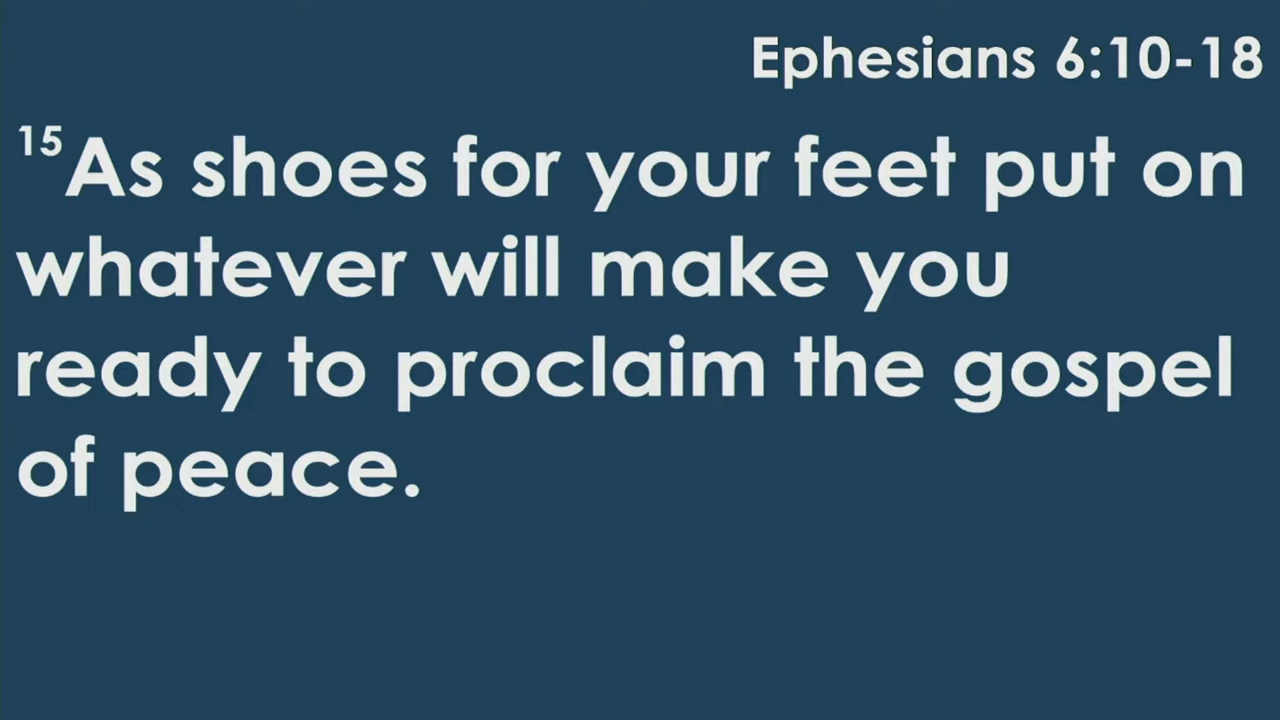 Ephesians 6:10-18
15As shoes for your feet put on
whatever will make you
ready to proclaim the gospel
of peace.